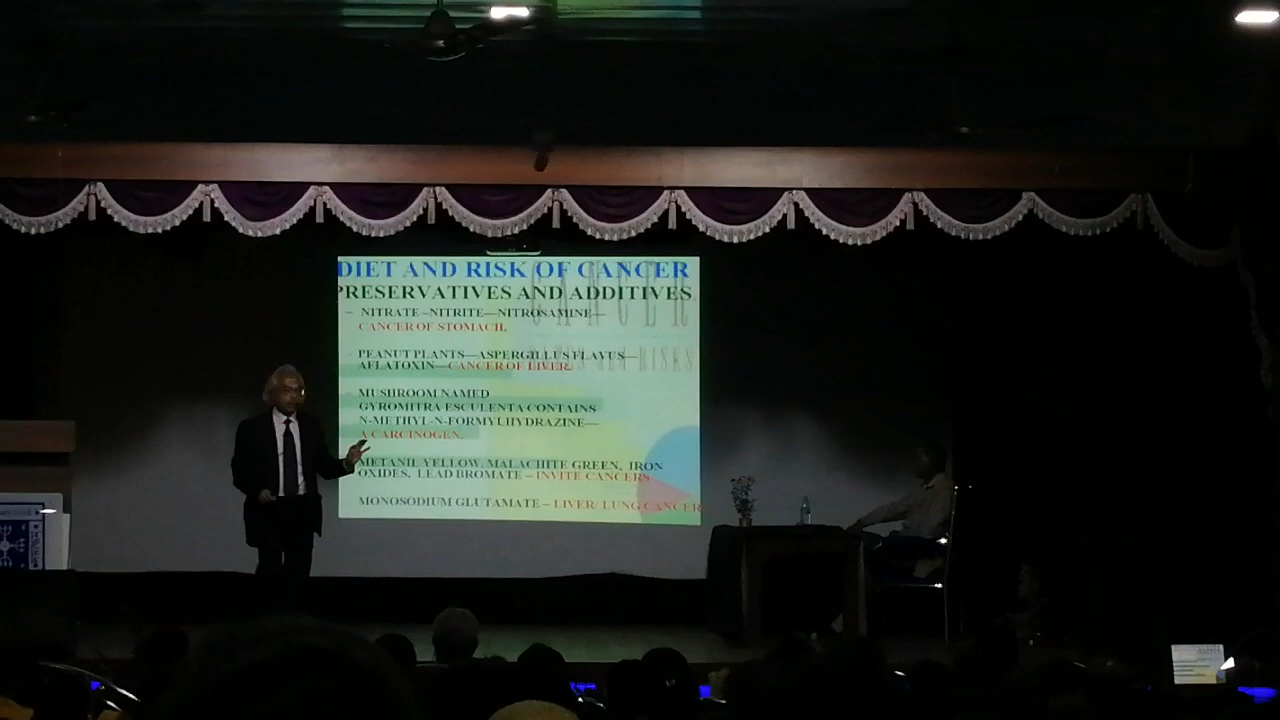 DIET AND RISK OF CANCER
PRESERVATIVES AND ADDITIVES
– NITRATE –NITRITE—NITROSAMINE—
CANCER OF STOMACH.
– PEANUT PLANTS—ASPERGILLUS FLAVUS—
AFLATOXIN—CANCER OF LIVER.
MUSHROOM NAMED
GYROMITRA ESCULENTA CONTAINS
N-METHYL-N-FORMYLHYDRAZINE—
A CARCINOGEN.
METANIL YELLOW, MALACHITE GREEN, IRON
OXIDES, LEAD BROMATE – INVITE CANCERS
MONOSODIUM GLUTAMATE – LIVER/ LUNG CANCER
CANCER
RISKS